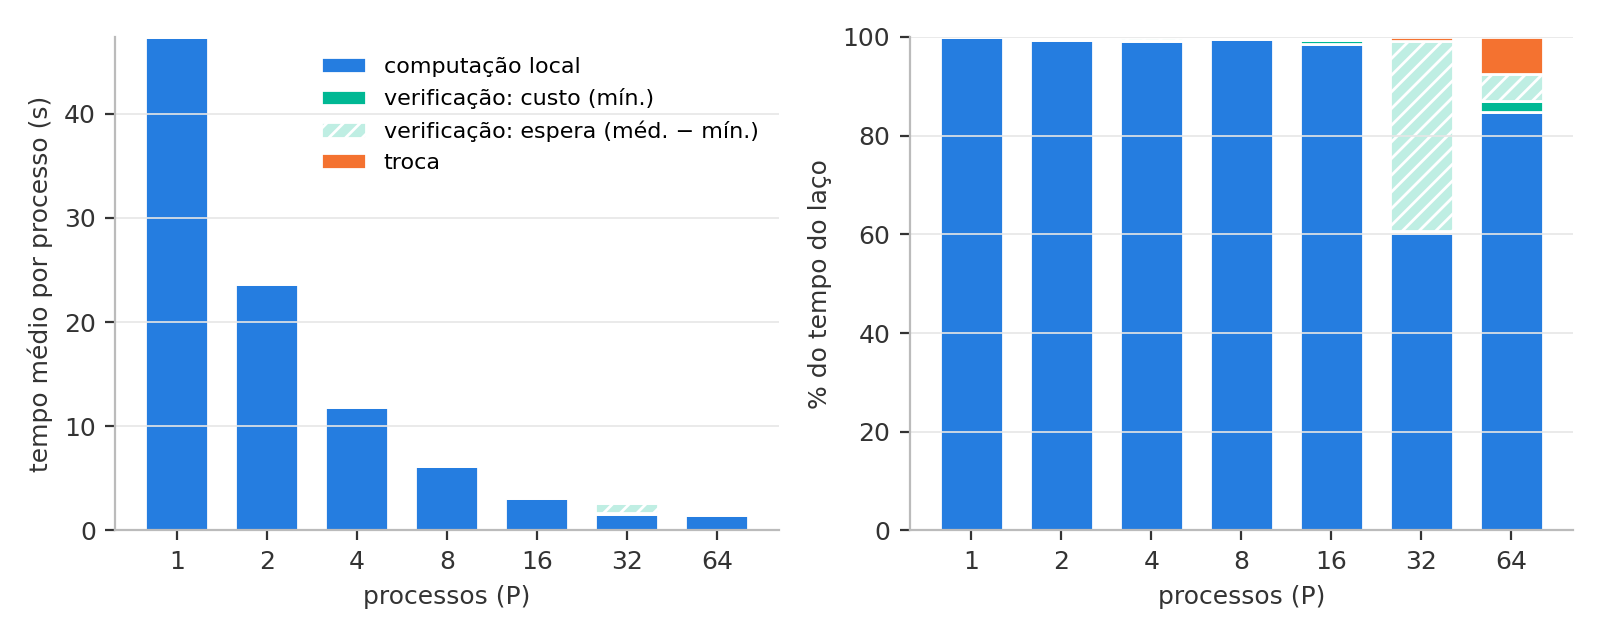 tempo médio por processo (s)
40
30
20
10
0
computação local
verificação: custo (mín.)
verificação: espera (méd. − mín.)
troca
1 2 4 8 16 32 64
processos (P)
% do tempo do laço
100
80
60
40
20
0
1 2 4 8 16 32 64
processos (P)